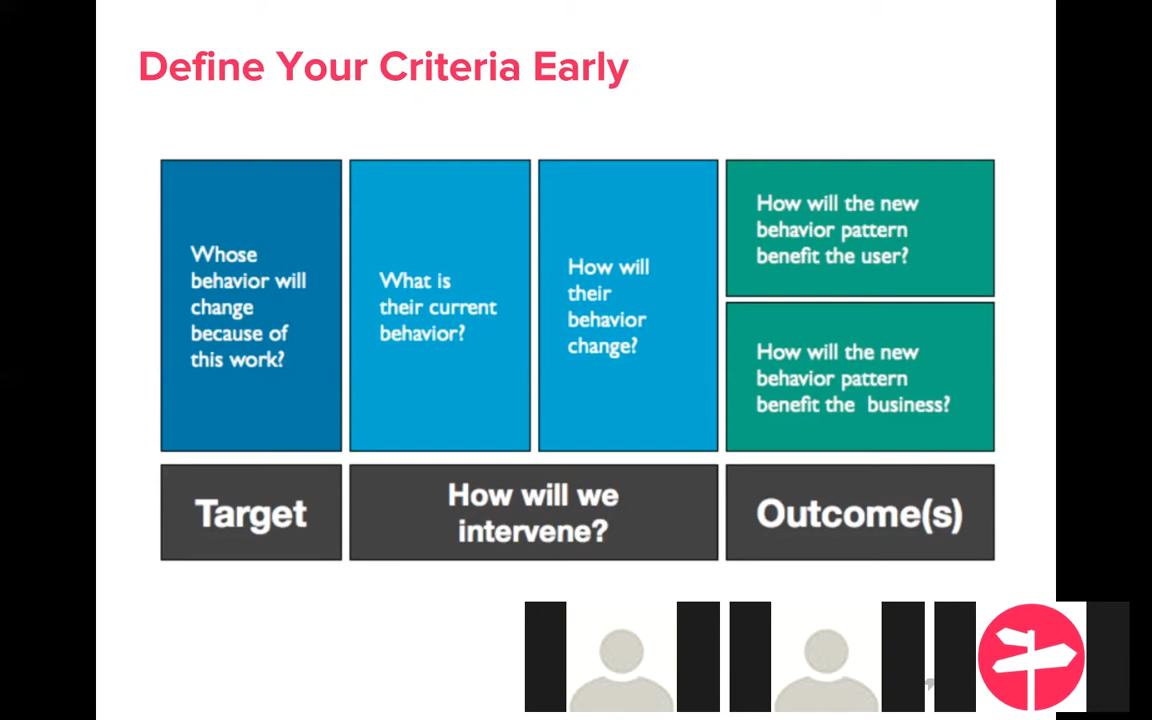 Define Your Criteria Early
Whose
behavior will
change
because of
this work?
What is
their current
behavior?
How will
their
behavior
change?
How will the new
behavior pattern
benefit the user?
How will the new
behavior pattern
benefit the business?
Target
How will we
intervene?
Outcome(s)